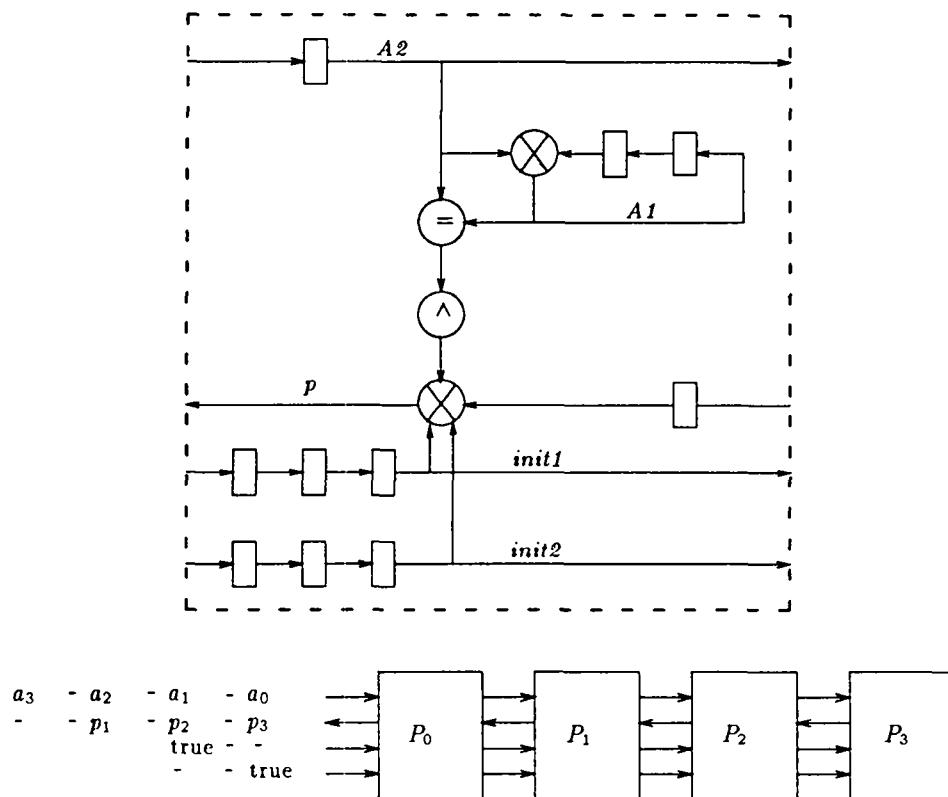 A2
A1
=
^
p
init1
init2
a3 - a2 - a1 - a0
- - p1 - p2 - p3
true - -
- - true
P0 P1 P2 P3